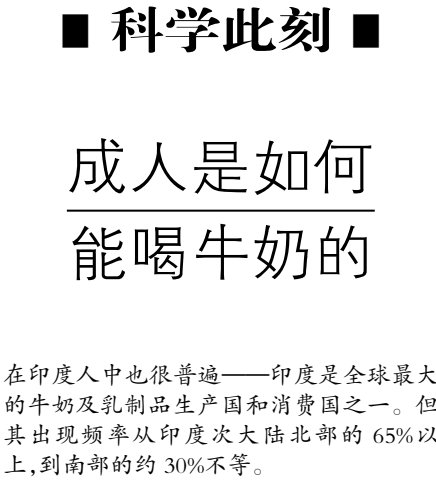 科学此刻
成人是如何
能喝牛奶的
在印度人中也很普遍——印度是全球最大
的牛奶及乳制品生产国和消费国之一。但
其出现频率从印度次大陆北部的 65%以
上,到南部的约 30%不等。